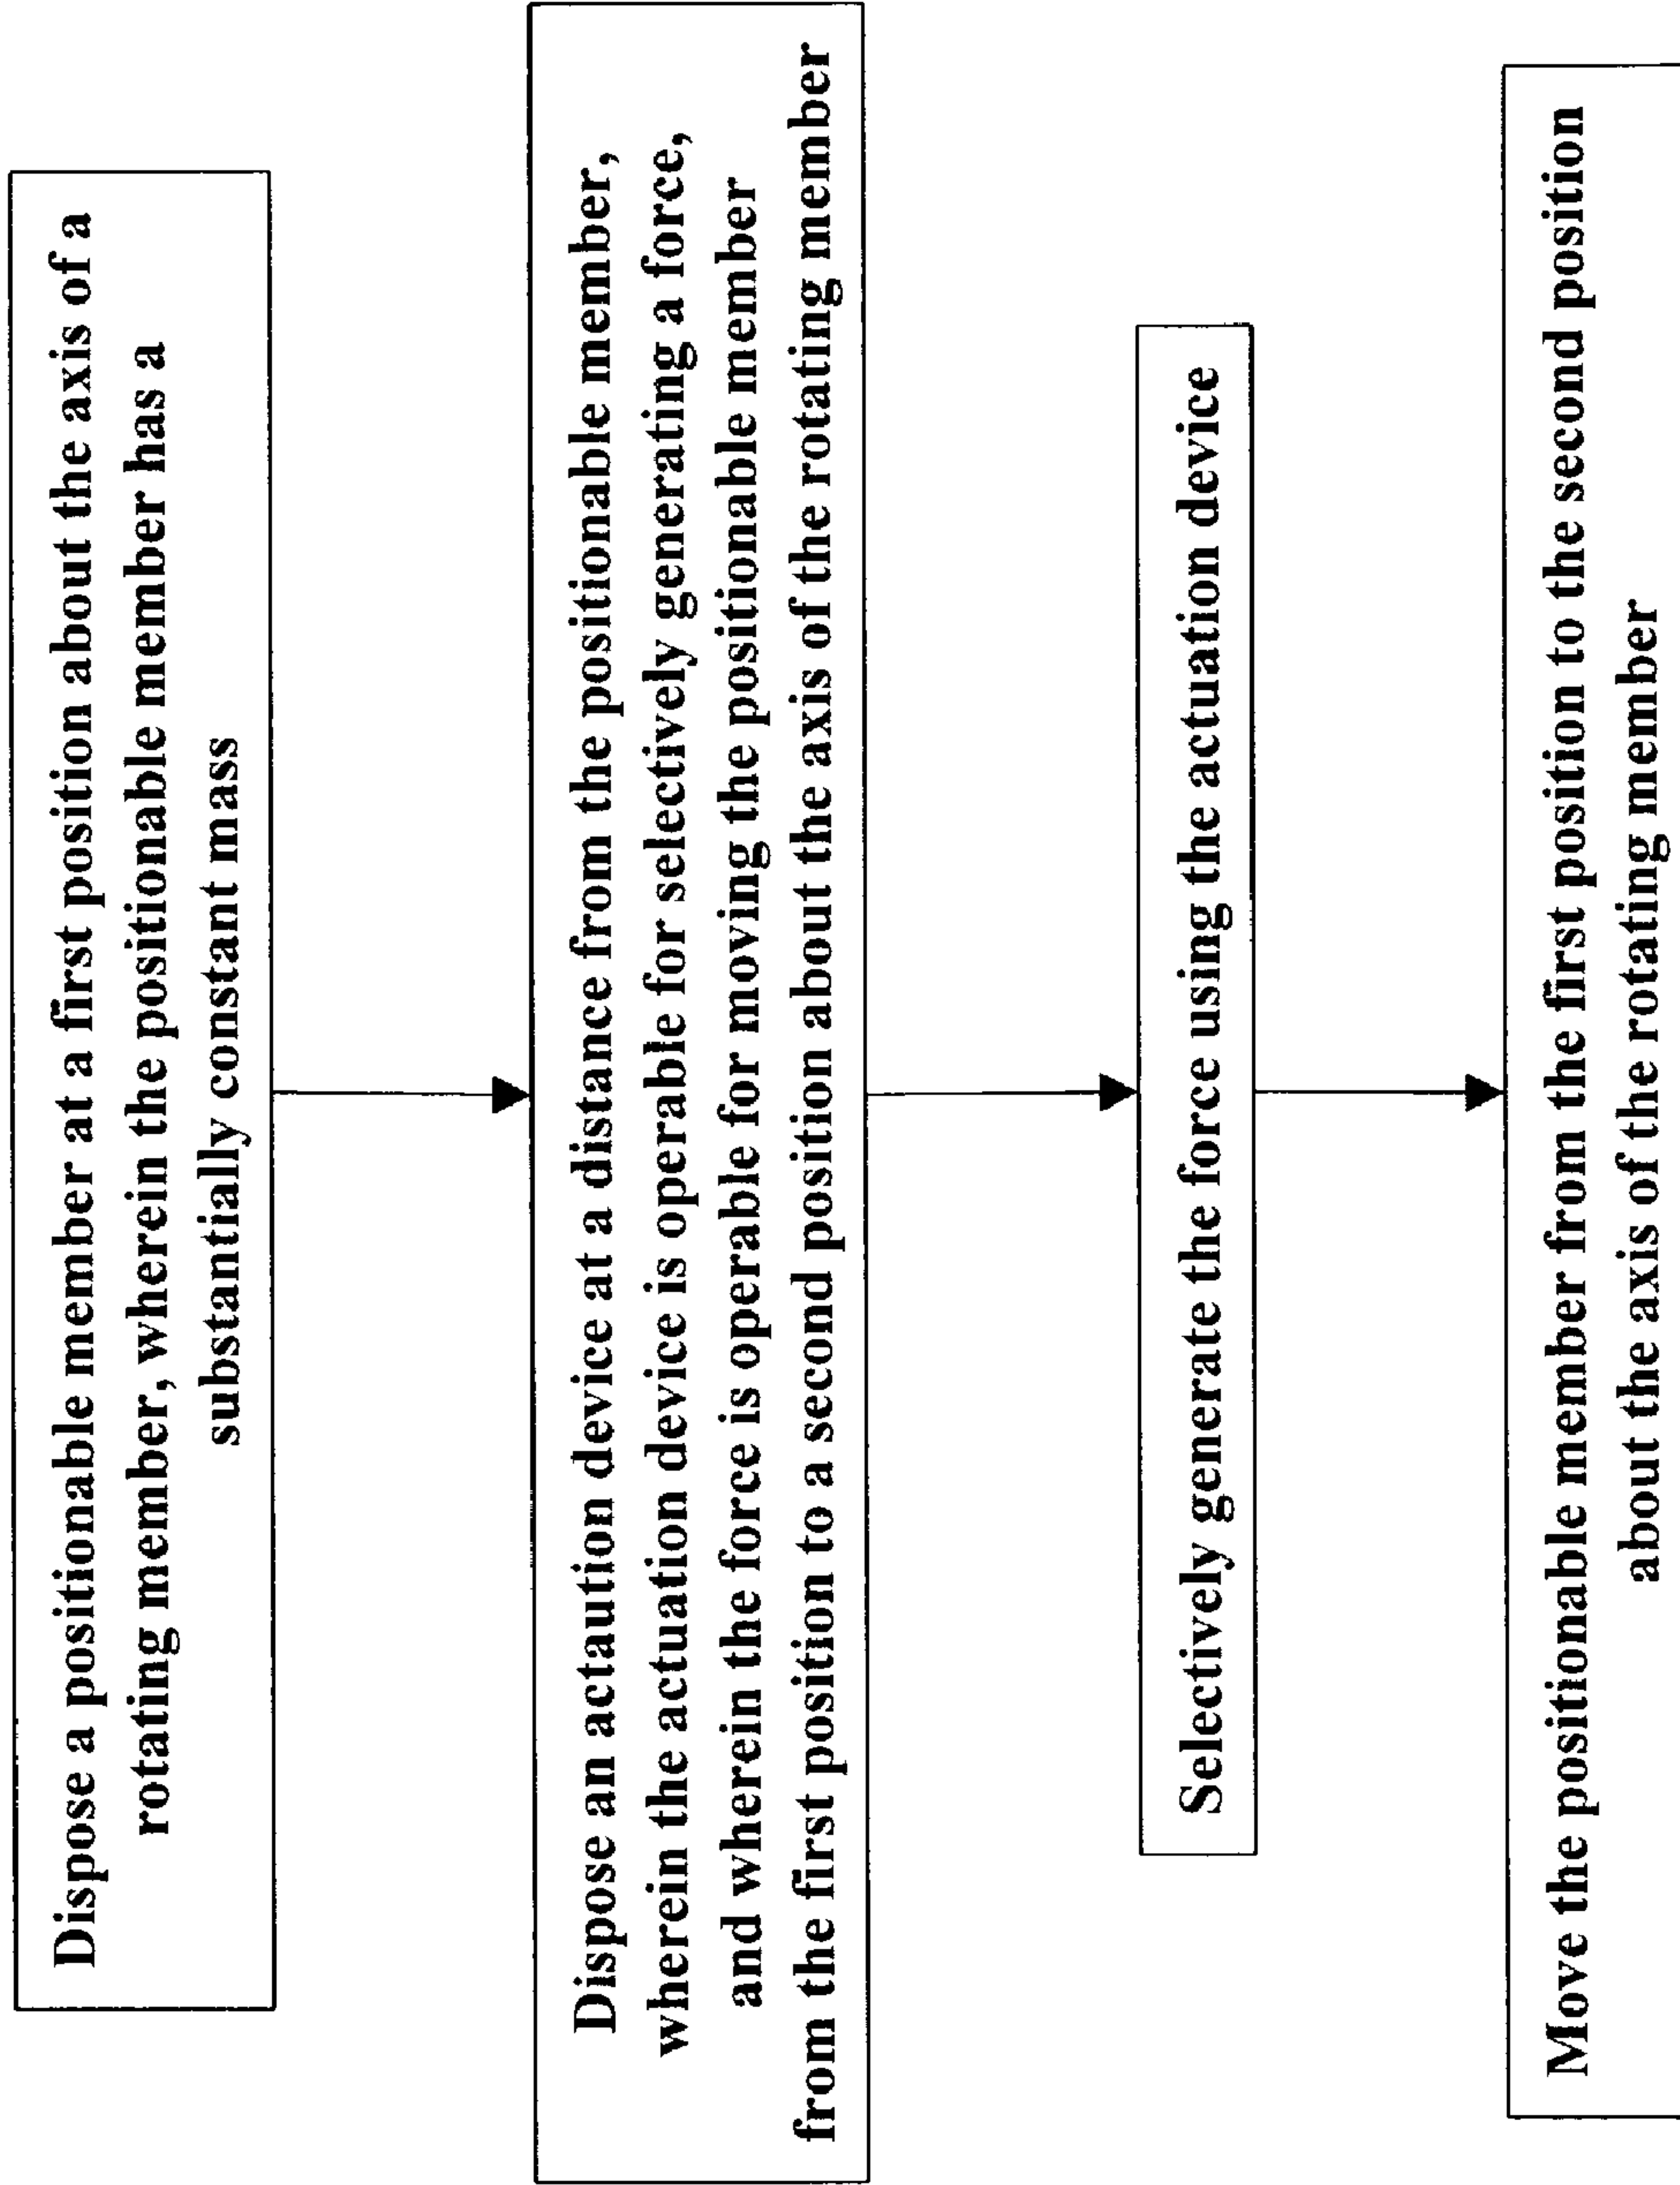 Dispose a positionable member at a first position about the axis of a
rotating member, wherein the positionable member has a
substantially constant mass
Dispose an actaution device at a distance from the positionable member,
wherein the actuation device is operable for selectively generating a force,
and wherein the force is operable for moving the positionable member
from the first position to a second position about the axis of the rotating member
Selectively generate the force using the actuation device
Move the positionable member from the first position to the second position
about the axis of the rotating member